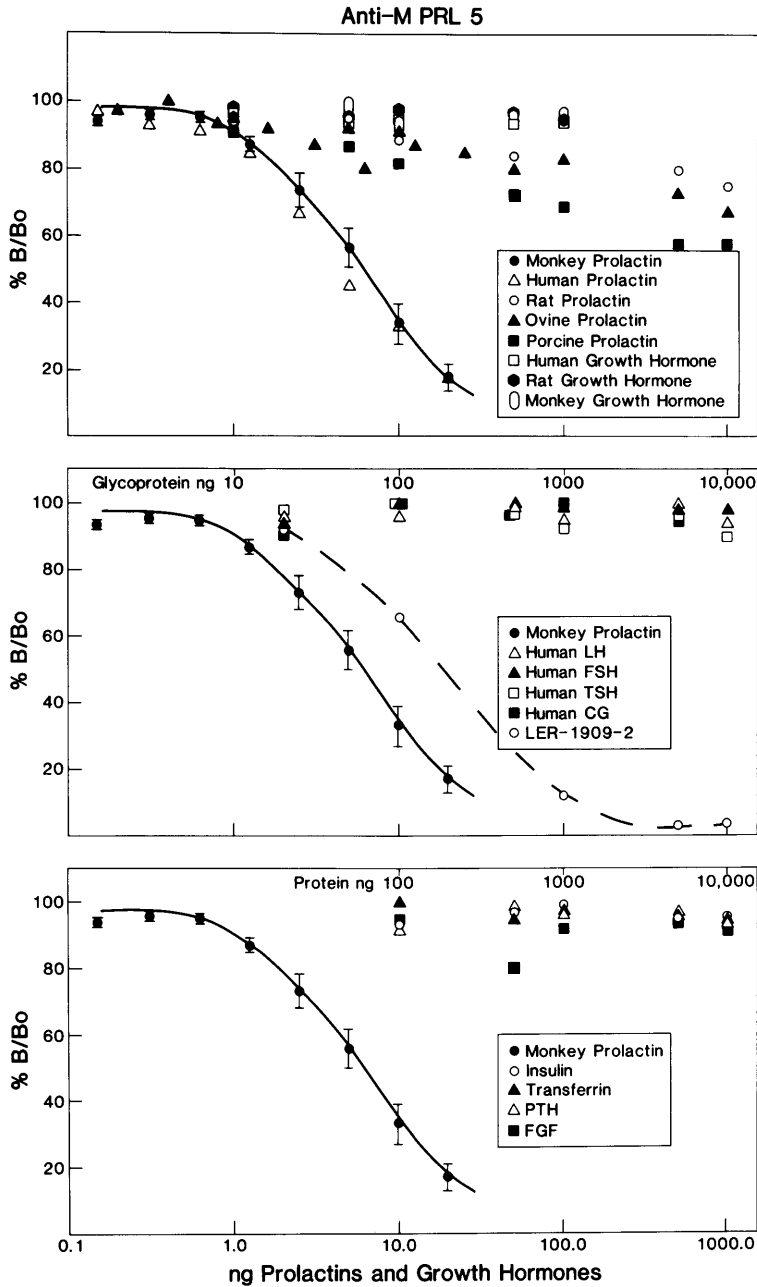 Anti-M PRL 5
% B/Bo
100
80
60
40
20
Monkey Prolactin
Human Prolactin
Rat Prolactin
Ovine Prolactin
Porcine Prolactin
Human Growth Hormone
Rat Growth Hormone
Monkey Growth Hormone
Glycoprotein ng 10 100 1000 10,000
% B/Bo
100
80
60
40
20
Monkey Prolactin
Human LH
Human FSH
Human TSH
Human CG
LER-1909-2
Protein ng 100 1000 10,000
% B/Bo
100
80
60
40
20
Monkey Prolactin
Insulin
Transferrin
PTH
FGF
0.1 1.0 10.0 100.0 1000.0
ng Prolactins and Growth Hormones